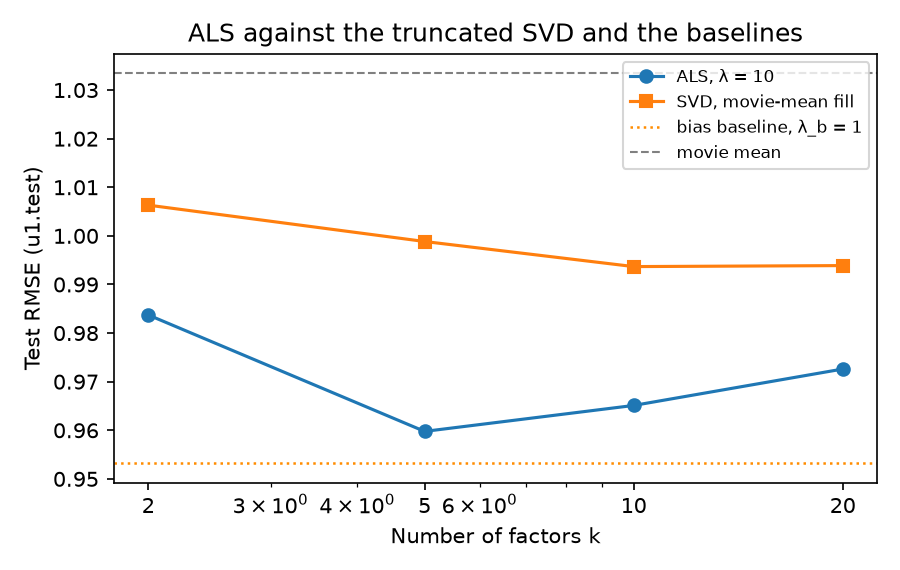 ALS against the truncated SVD and the baselines
ALS, λ = 10
SVD, movie-mean fill
bias baseline, λ_b = 1
movie mean
Test RMSE (u1.test)
1.03
1.02
1.01
1.00
0.99
0.98
0.97
0.96
0.95
2 3 × 10⁰ 4 × 10⁰ 5 6 × 10⁰ 10 20
Number of factors k